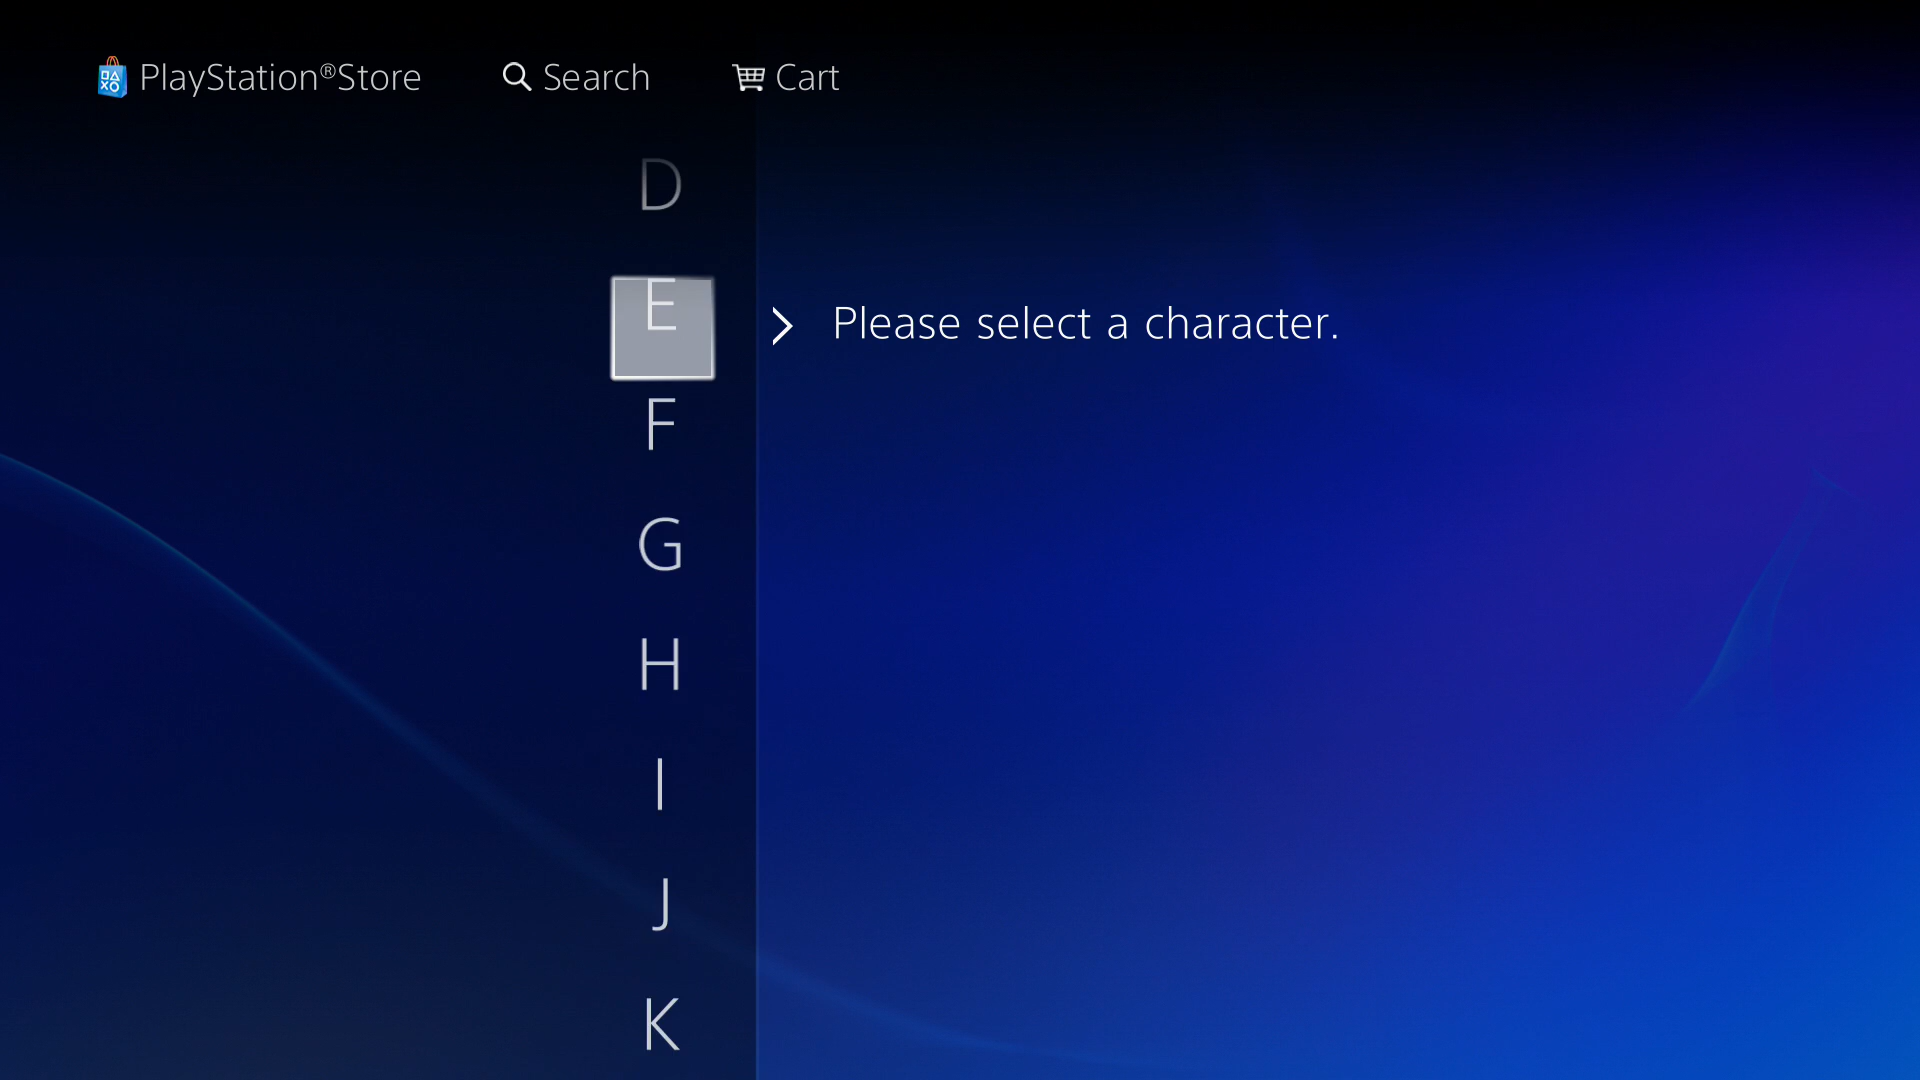 PlayStation®Store
Search
Cart
D
E
Please select a character.
F
G
H
I
J
K